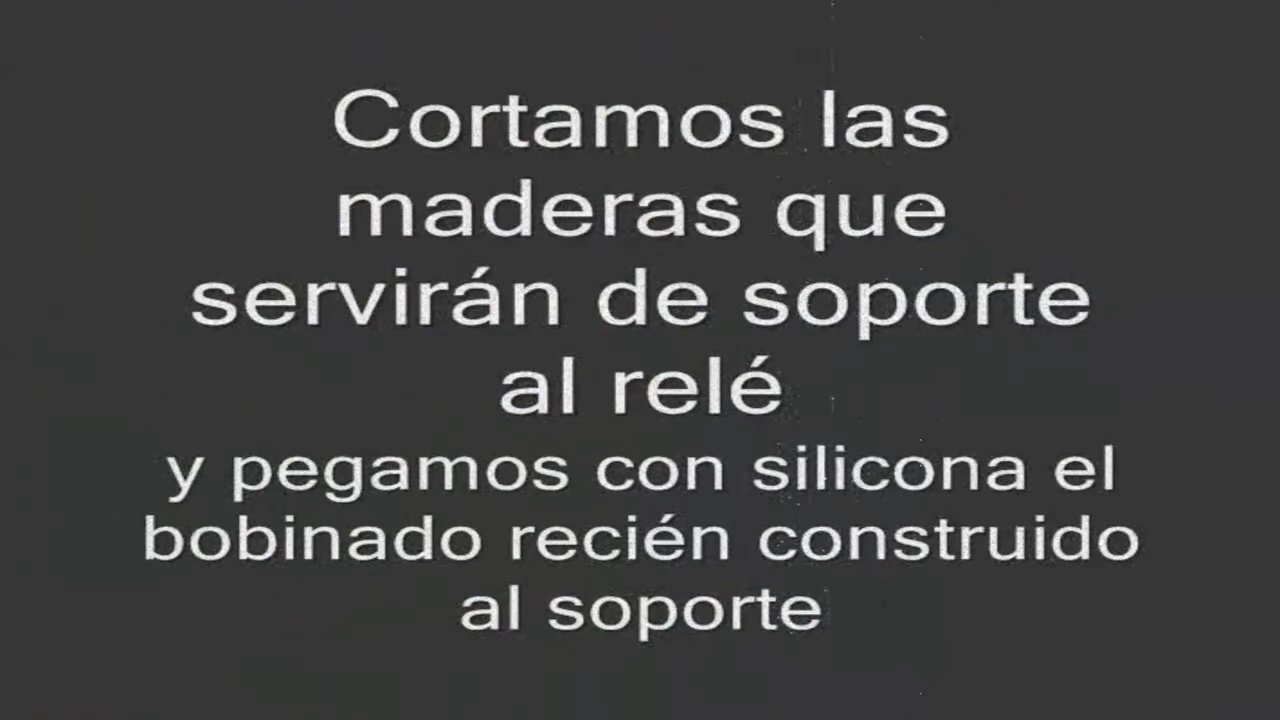 Cortamos las
maderas que
servirán de soporte
al relé
y pegamos con silicona el
bobinado recién construido
al soporte